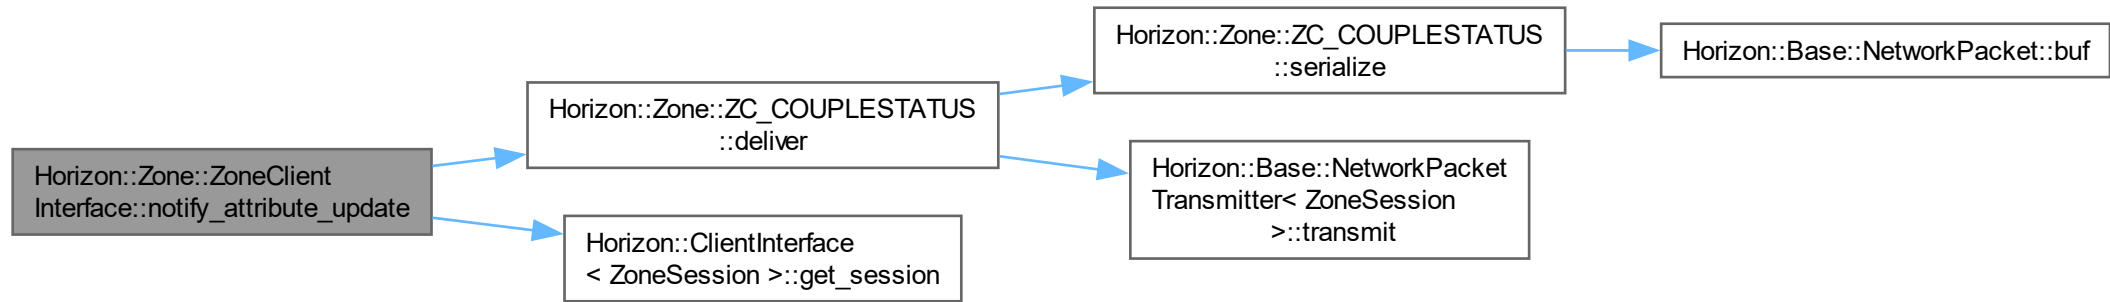 Horizon::Zone::ZoneClient
Interface::notify_attribute_update
Horizon::Zone::ZC_COUPLESTATUS
::deliver
Horizon::ClientInterface
< ZoneSession >::get_session
Horizon::Zone::ZC_COUPLESTATUS
::serialize
Horizon::Base::NetworkPacket
Transmitter< ZoneSession
>::transmit
Horizon::Base::NetworkPacket::buf